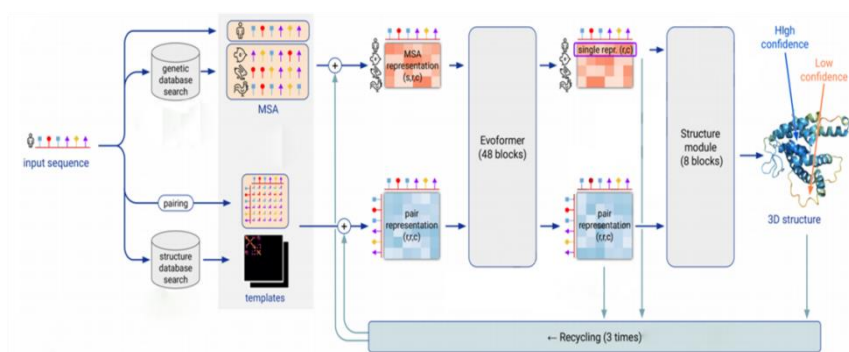 input sequence
genetic
database
search
MSA
pairing
structure
database
search
templates
MSA
representation
(s,r,c)
pair
representation
(r,r,c)
Evoformer
(48 blocks)
single repr. (r,c)
pair
representation
(r,r,c)
Structure
module
(8 blocks)
HIgh
confidence
Low
confidence
3D structure
← Recycling (3 times)